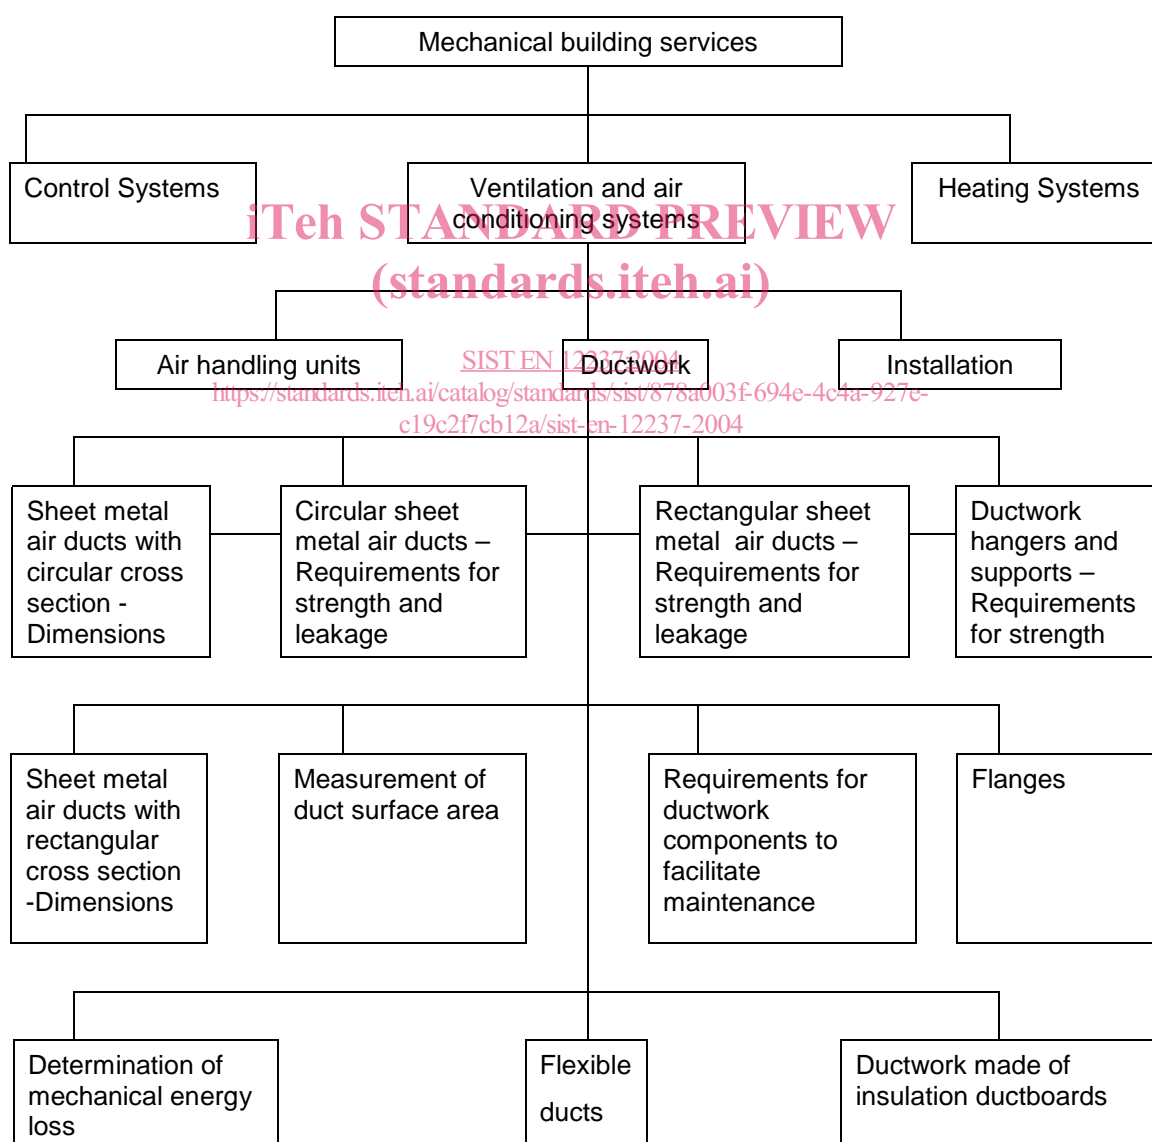 Mechanical building services
Control Systems
Ventilation and air
conditioning systems
Heating Systems
iTeh STANDARD PREVIEW
(standards.iteh.ai)
Air handling units
Ductwork
Installation
SIST EN 12237:2004
https://standards.iteh.ai/catalog/standards/sist/878a003f-694e-4c4a-927e-
c19c2f7cb12a/sist-en-12237-2004
Sheet metal
air ducts with
circular cross
section -
Dimensions
Circular sheet
metal air ducts –
Requirements for
strength and
leakage
Rectangular sheet
metal air ducts –
Requirements for
strength and
leakage
Ductwork
hangers and
supports –
Requirements
for strength
Sheet metal
air ducts with
rectangular
cross section
-Dimensions
Measurement of
duct surface area
Requirements for
ductwork
components to
facilitate
maintenance
Flanges
Determination of
mechanical energy
loss
Flexible
ducts
Ductwork made of
insulation ductboards